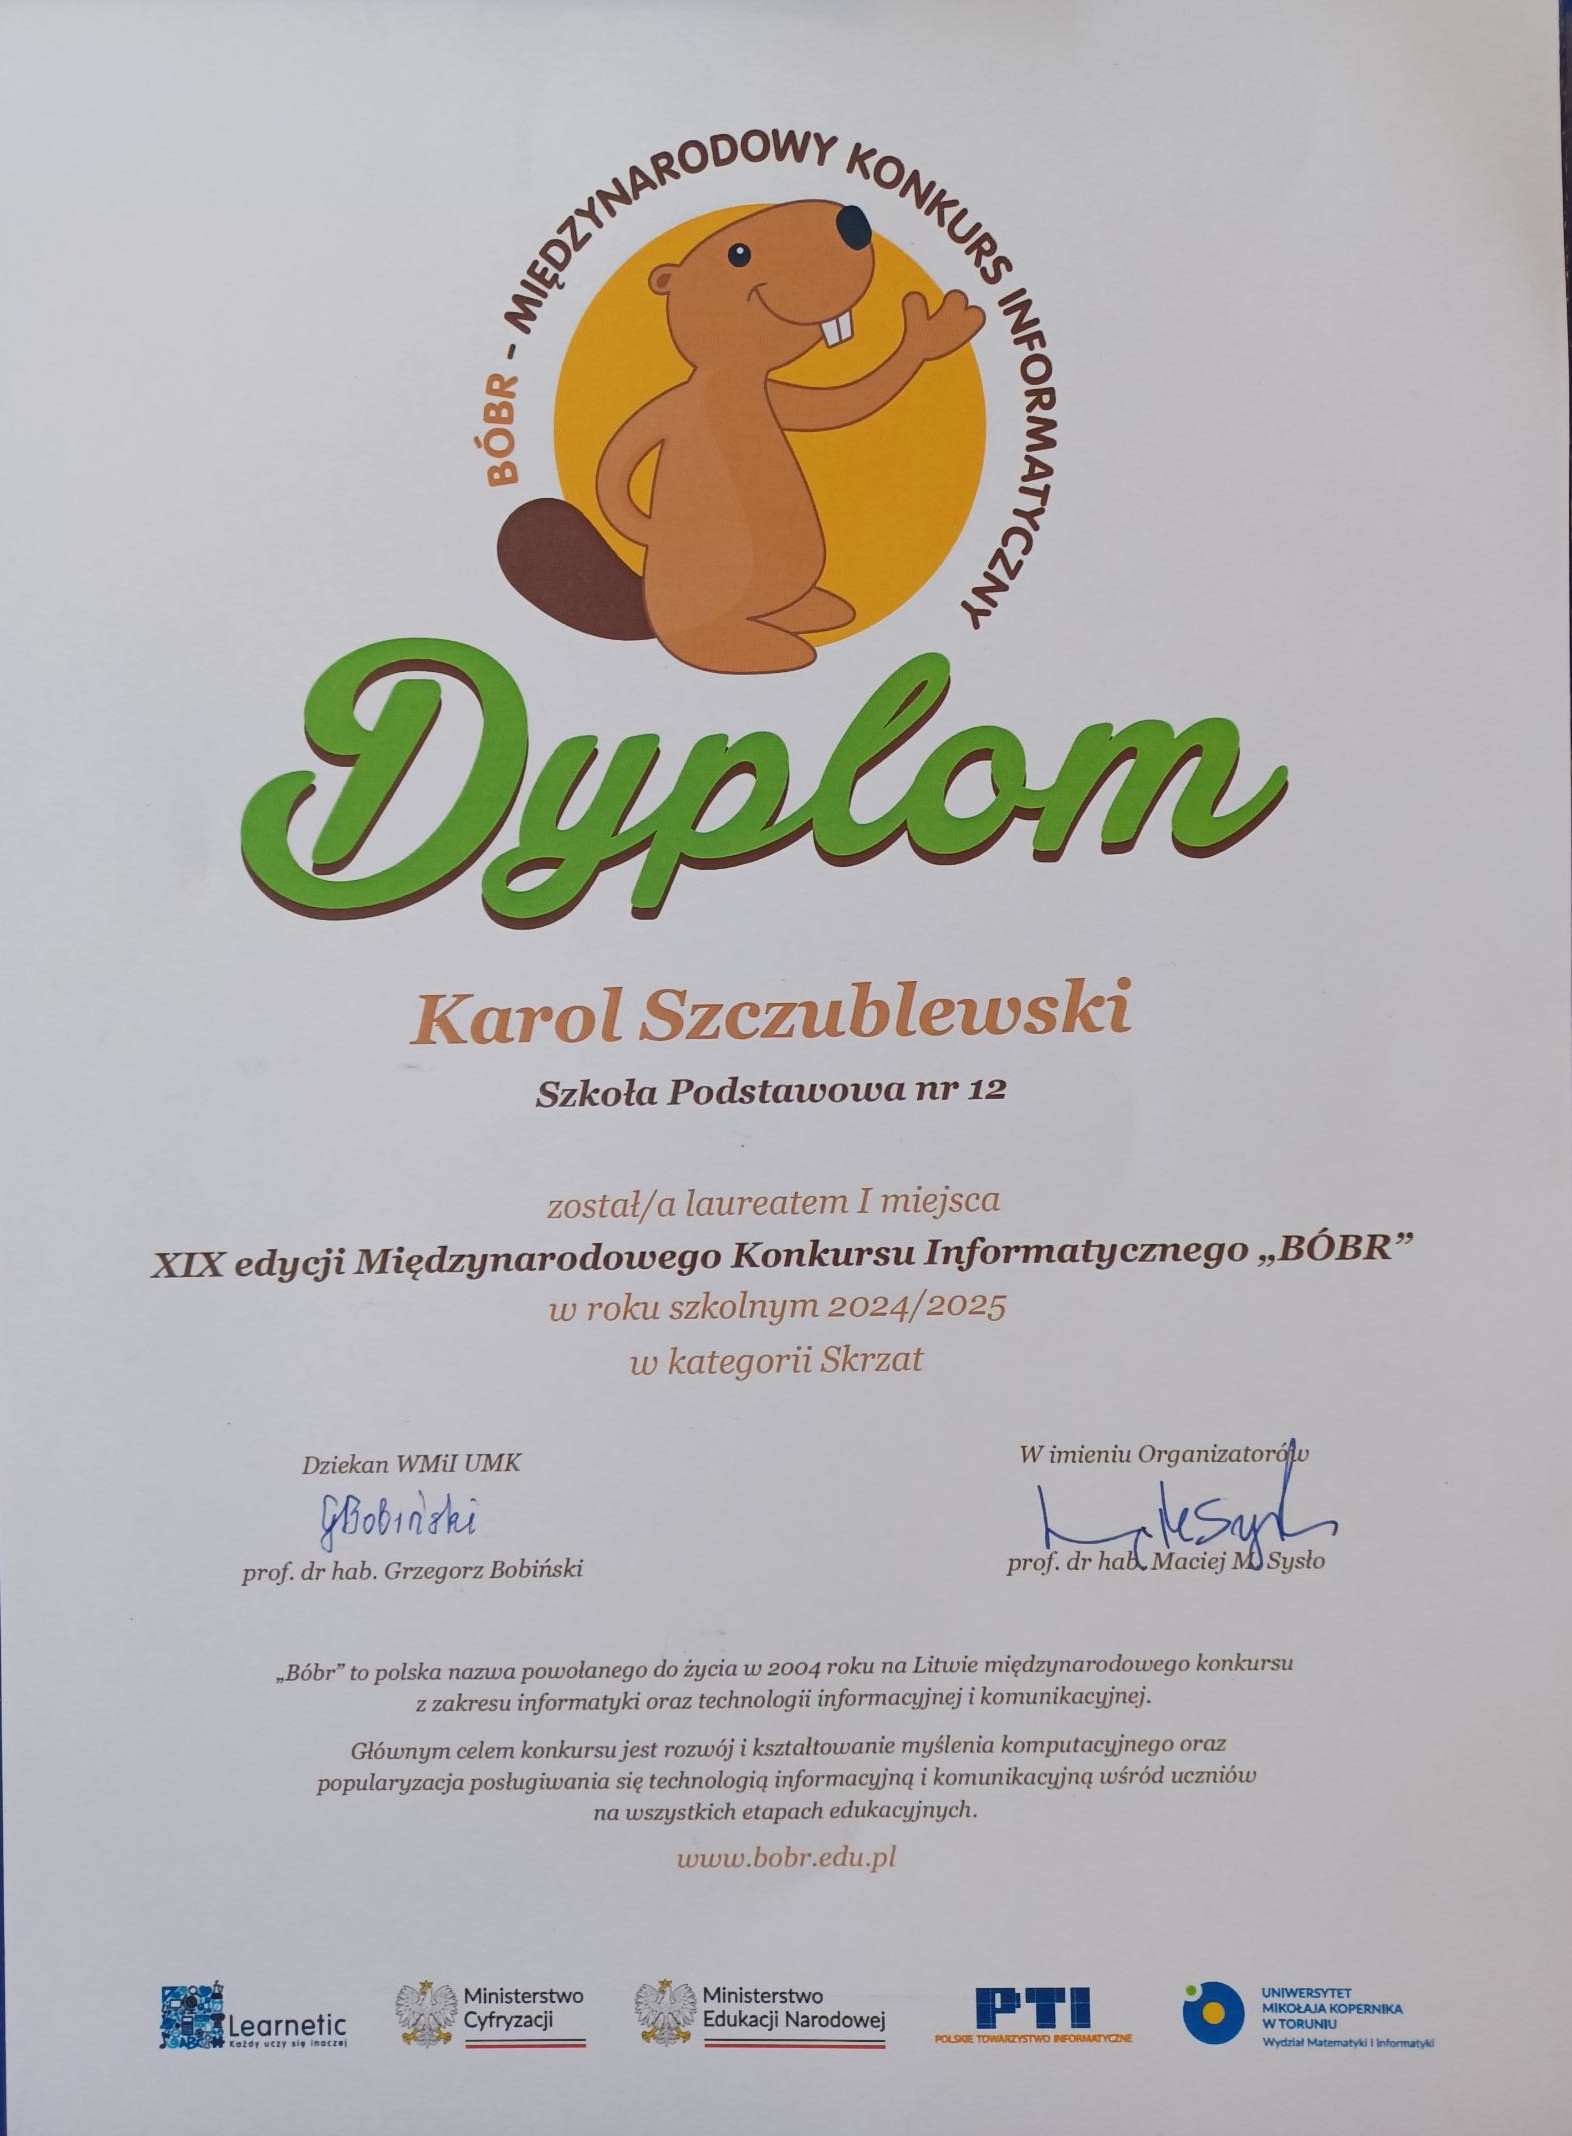 BÓBR - MIĘDZYNARODOWY KONKURS INFORMATYCZNY
Dyplom
Karol Szczublewski
Szkoła Podstawowa nr 12
został/a laureatem I miejsca
XIX edycji Międzynarodowego Konkursu Informatycznego „BÓBR”
w roku szkolnym 2024/2025
w kategorii Skrzat
Dziekan WMiI UMK
GBobiński
prof. dr hab. Grzegorz Bobiński
W imieniu Organizatorów
prof. dr hab. Maciej M. Sysło
„Bóbr” to polska nazwa powołanego do życia w 2004 roku na Litwie międzynarodowego konkursu
z zakresu informatyki oraz technologii informacyjnej i komunikacyjnej.
Głównym celem konkursu jest rozwój i kształtowanie myślenia komputacyjnego oraz
popularyzacja posługiwania się technologią informacyjną i komunikacyjną wśród uczniów
na wszystkich etapach edukacyjnych.
www.bobr.edu.pl
Learnetic
Każdy uczy się inaczej
Ministerstwo
Cyfryzacji
Ministerstwo
Edukacji Narodowej
PTI
POLSKIE TOWARZYSTWO INFORMATYCZNE
UNIWERSYTET
MIKOŁAJA KOPERNIKA
W TORUNIU
Wydział Matematyki i Informatyki